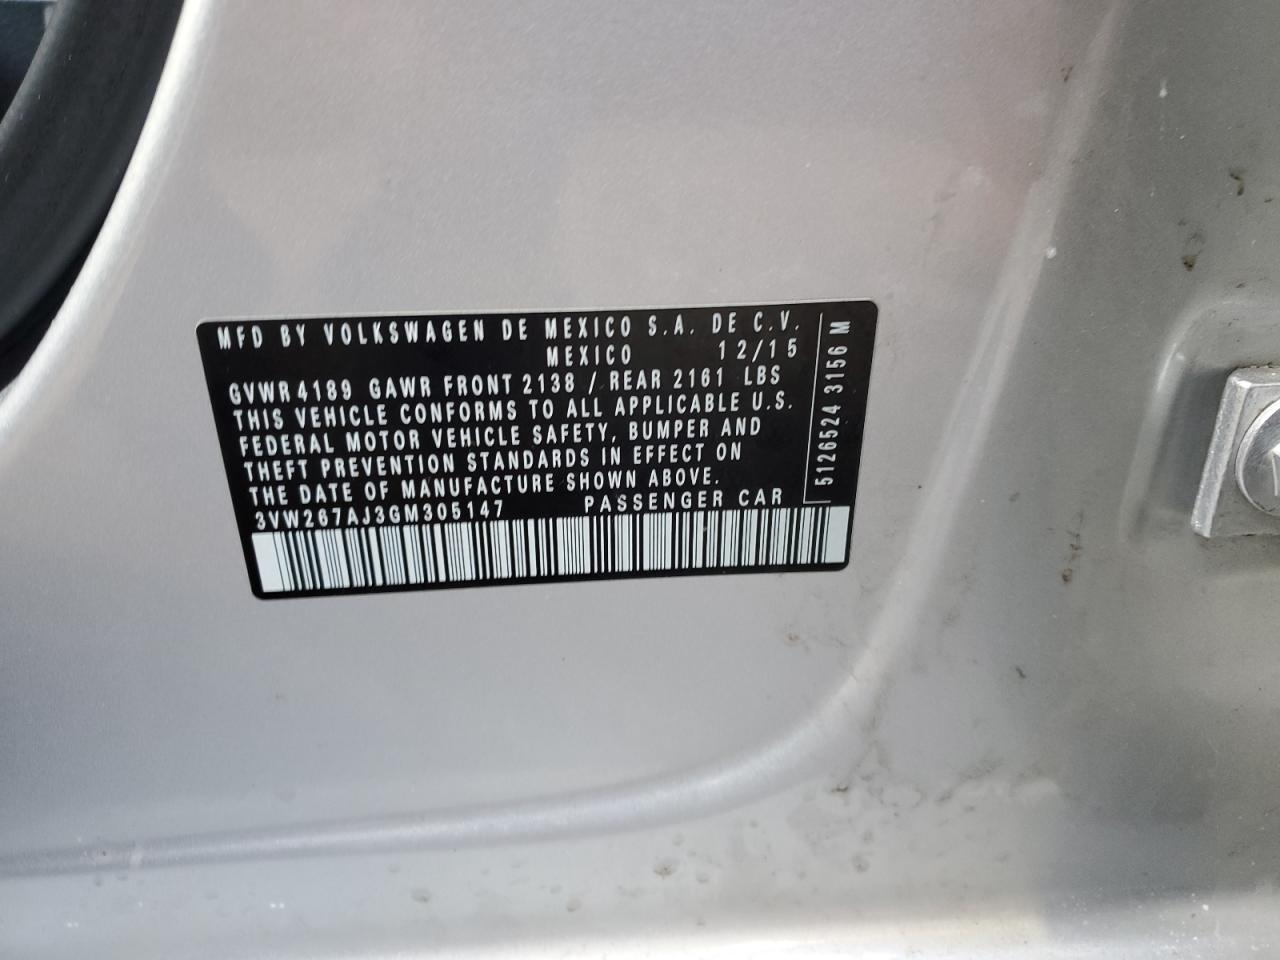 MFD BY VOLKSWAGEN DE MEXICO S.A. DE C.V.
MEXICO 12/15
GVWR 4189 GAWR FRONT 2138 / REAR 2161 LBS
THIS VEHICLE CONFORMS TO ALL APPLICABLE U.S.
FEDERAL MOTOR VEHICLE SAFETY, BUMPER AND
THEFT PREVENTION STANDARDS IN EFFECT ON
THE DATE OF MANUFACTURE SHOWN ABOVE.
3VW267AJ3GM305147 PASSENGER CAR
5126524 3156 M